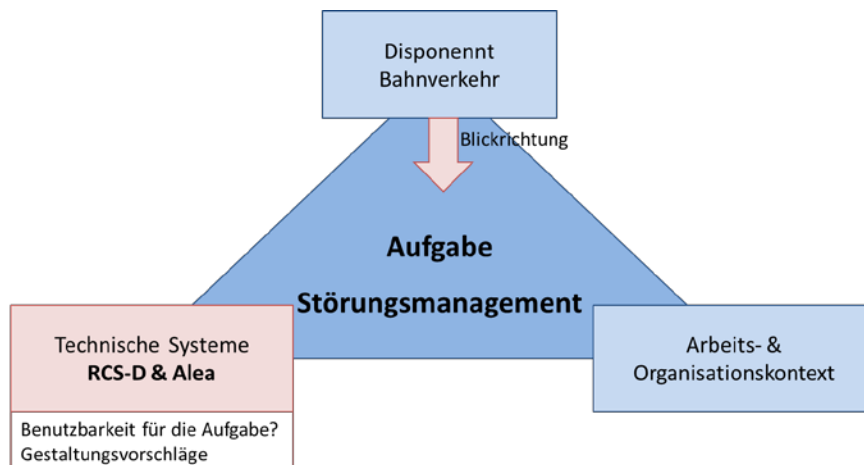 Disponennt
Bahnverkehr
Blickrichtung
Aufgabe
Störungsmanagement
Technische Systeme
RCS-D & Alea
Benutzbarkeit für die Aufgabe?
Gestaltungsvorschläge
Arbeits- &
Organisationskontext